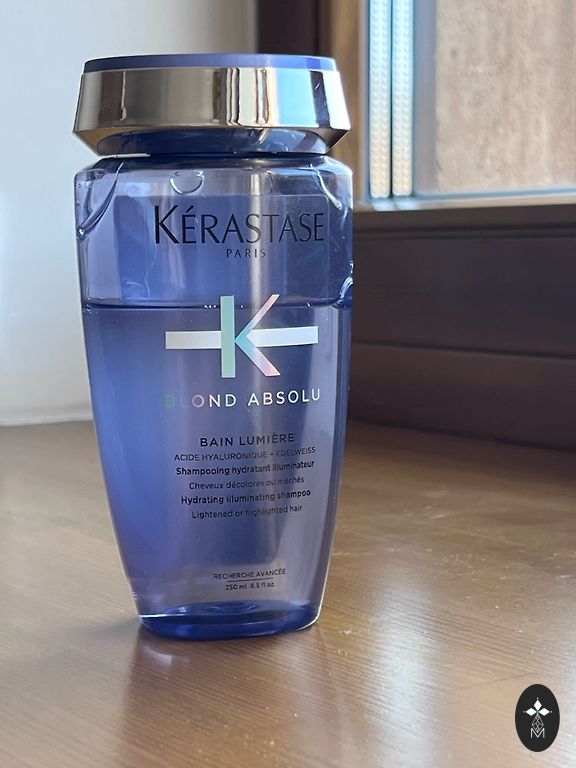 KÉRASTASE
PARIS
K
BLOND ABSOLU
BAIN LUMIÈRE
ACIDE HYALURONIQUE + EDELWEISS
Shampooing hydratant illuminateur
Cheveux décolorés ou méchés
Hydrating illuminating shampoo
Lightened or highlighted hair
RECHERCHE AVANCÉE
250 ml 8.5 fl.oz.
M